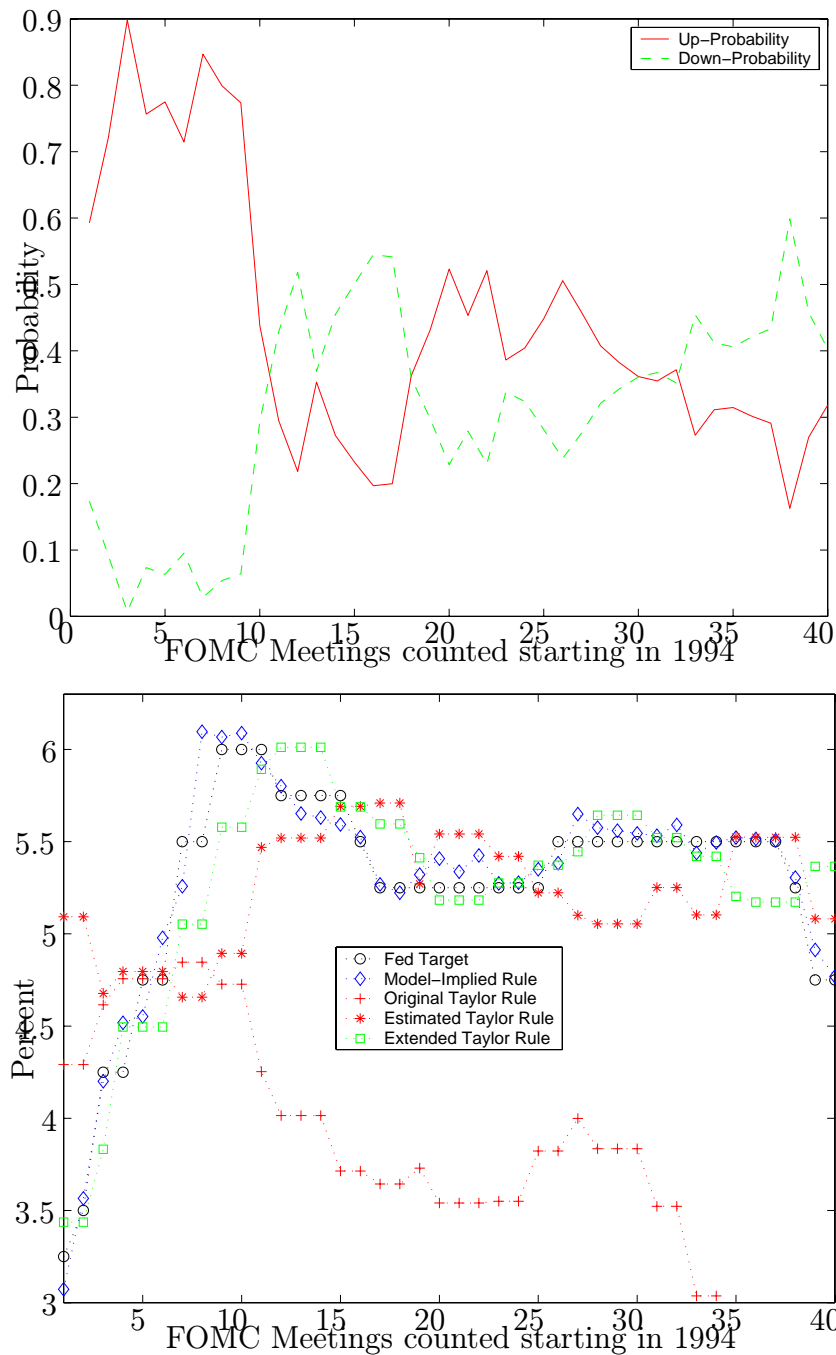 0.9
0.8
0.7
0.6
0.5
0.4
0.3
0.2
0.1
0
Probability
Up-Probability
Down-Probability
0 5 10 15 20 25 30 35 40
FOMC Meetings counted starting in 1994
6
5.5
5
4.5
4
3.5
3
Percent
Fed Target
Model-Implied Rule
Original Taylor Rule
Estimated Taylor Rule
Extended Taylor Rule
5 10 15 20 25 30 35 40
FOMC Meetings counted starting in 1994